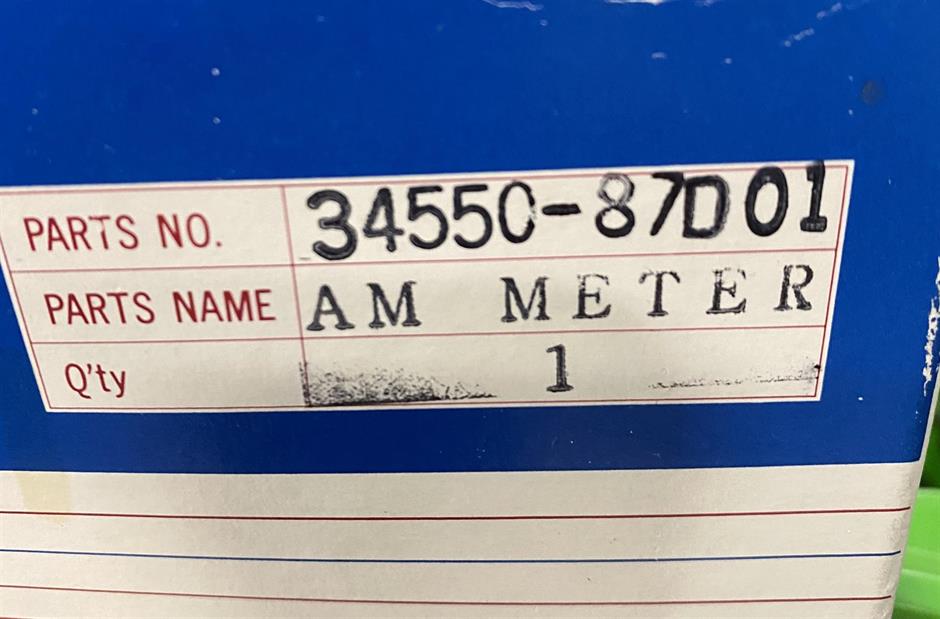 PARTS NO. 34550-87D01
PARTS NAME AM METER
Q'ty 1